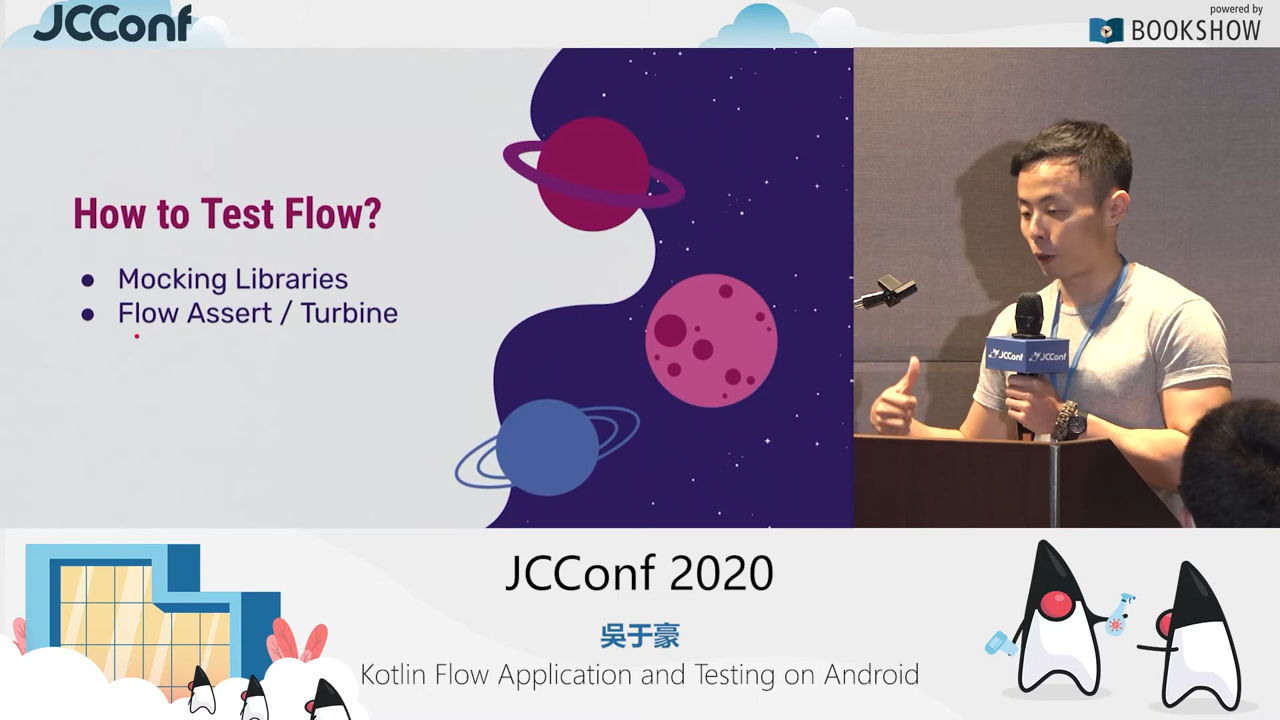 JCConf
powered by
BOOKSHOW
How to Test Flow?
Mocking Libraries
Flow Assert / Turbine
JCConf JCConf
JCConf 2020
吳于豪
Kotlin Flow Application and Testing on Android